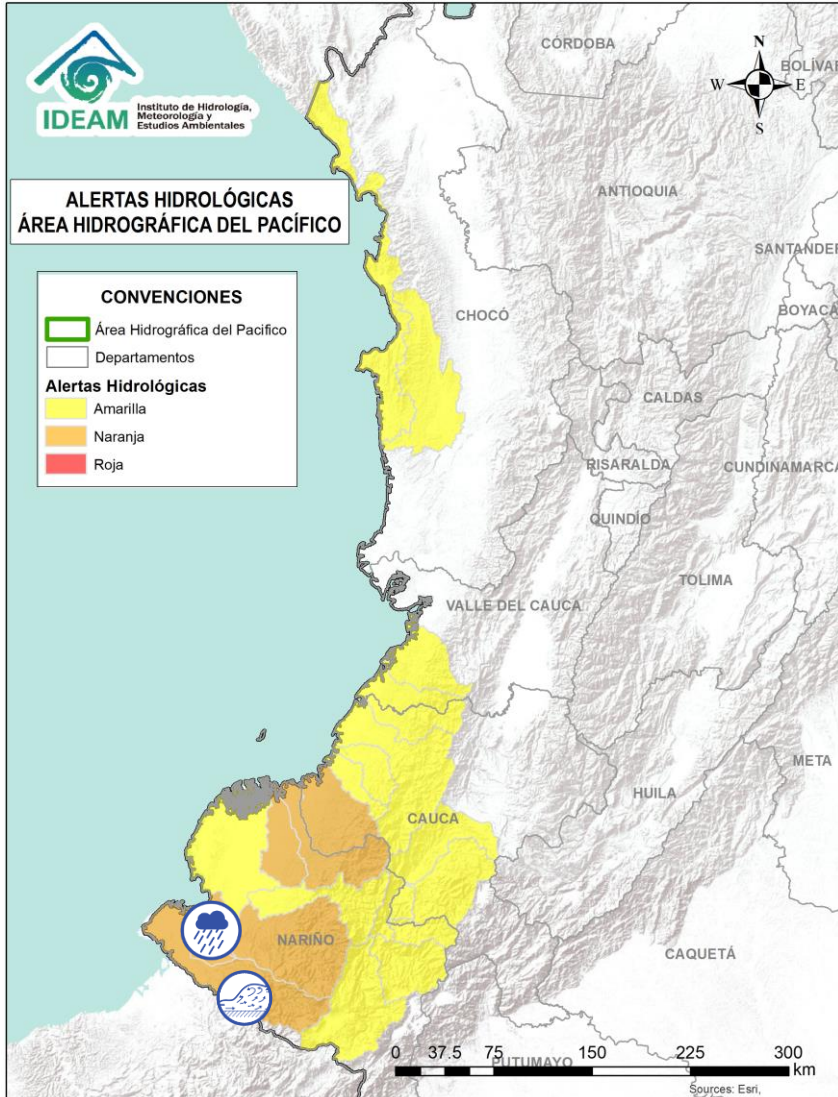 IDEAM
Instituto de Hidrología,
Meteorología y
Estudios Ambientales
ALERTAS HIDROLÓGICAS
ÁREA HIDROGRÁFICA DEL PACÍFICO
CONVENCIONES
Área Hidrográfica del Pacifico
Departamentos
Alertas Hidrológicas
Amarilla
Naranja
Roja
N
W
E
S
CÓRDOBA
BOLÍVAR
ANTIOQUIA
SANTANDER
BOYACA
CHOCÓ
CALDAS
RISARALDA
CUNDINAMARCA
QUINDÍO
TOLIMA
VALLE DEL CAUCA
META
HUILA
CAUCA
NARIÑO
CAQUETÁ
PUTUMAYO
0 37.5 75 150 225 300
km
Sources: Esri,